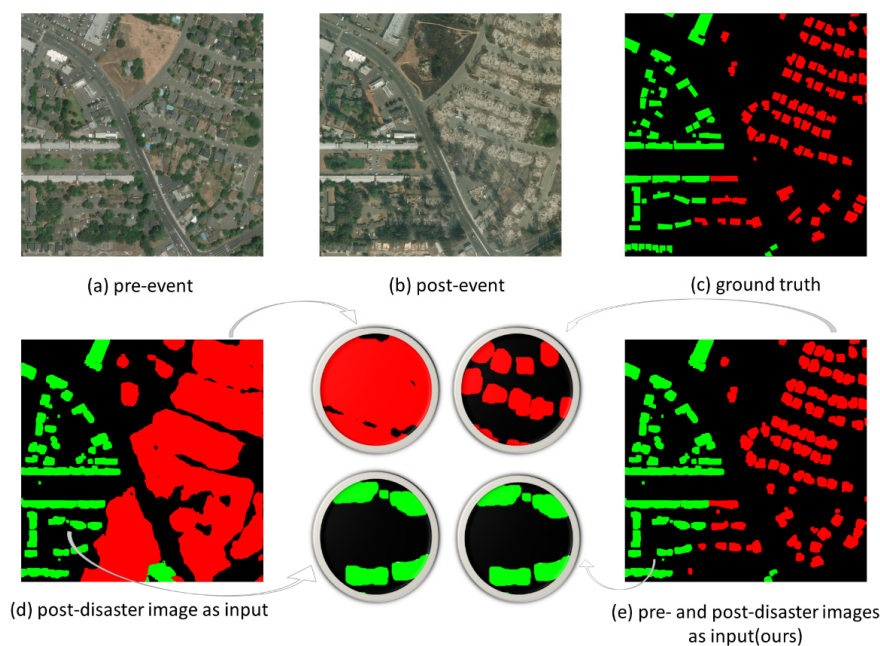 (a) pre-event
(b) post-event
(c) ground truth
(d) post-disaster image as input
(e) pre- and post-disaster images
as input(ours)